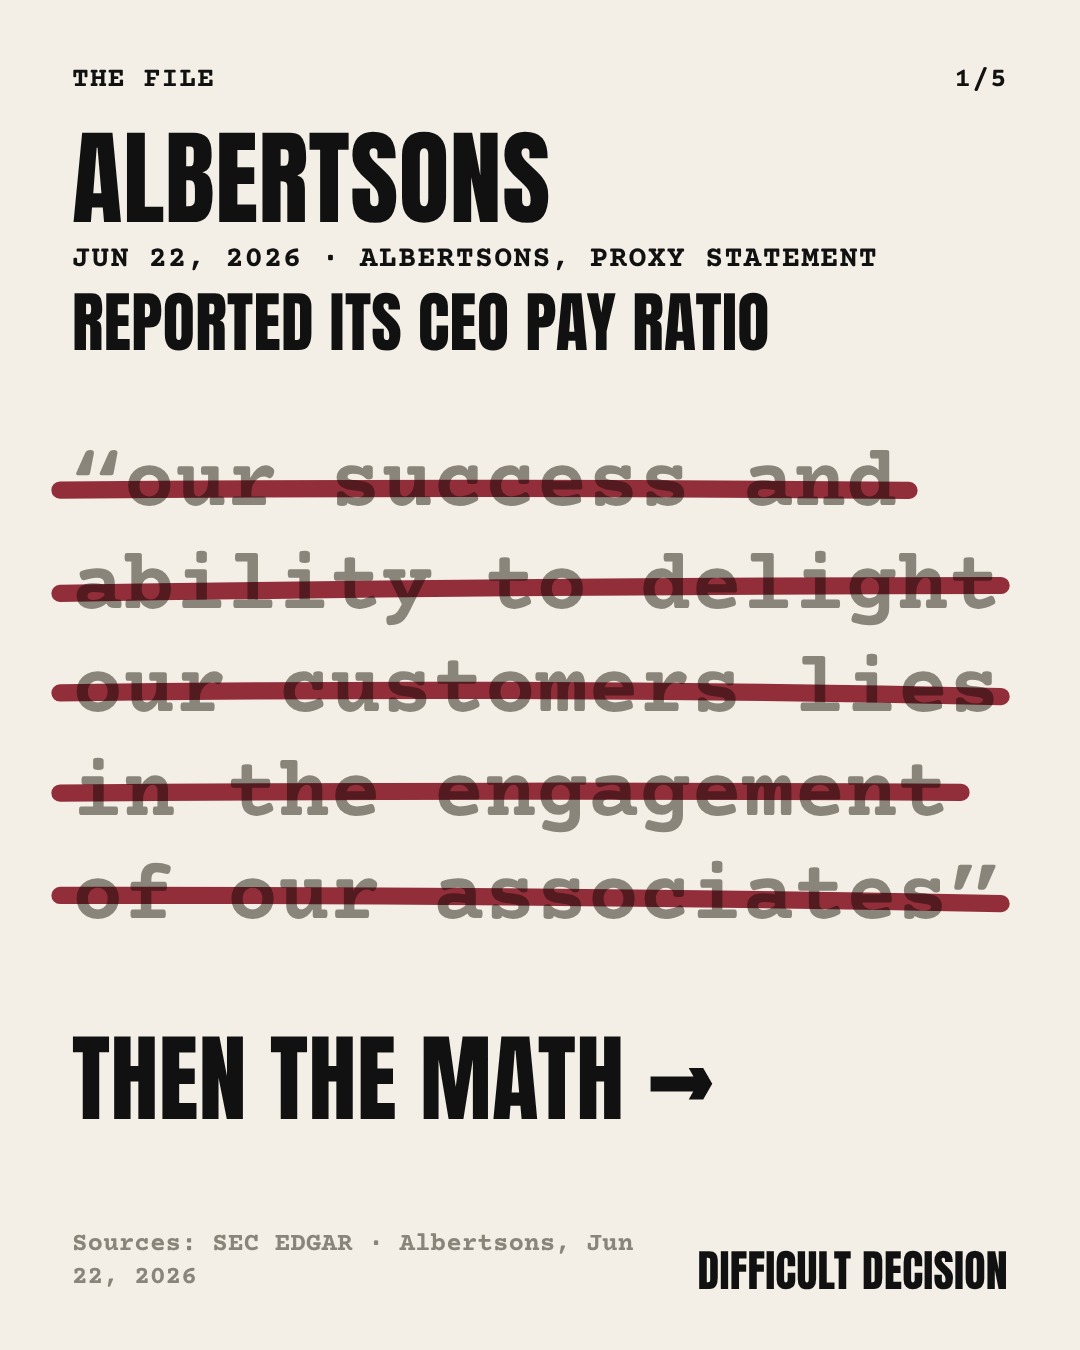 THE FILE
1/5
ALBERTSONS
JUN 22, 2026 · ALBERTSONS, PROXY STATEMENT
REPORTED ITS CEO PAY RATIO
“our success and
ability to delight
our customers lies
in the engagement
of our associates”
THEN THE MATH →
Sources: SEC EDGAR · Albertsons, Jun
22, 2026
DIFFICULT DECISION